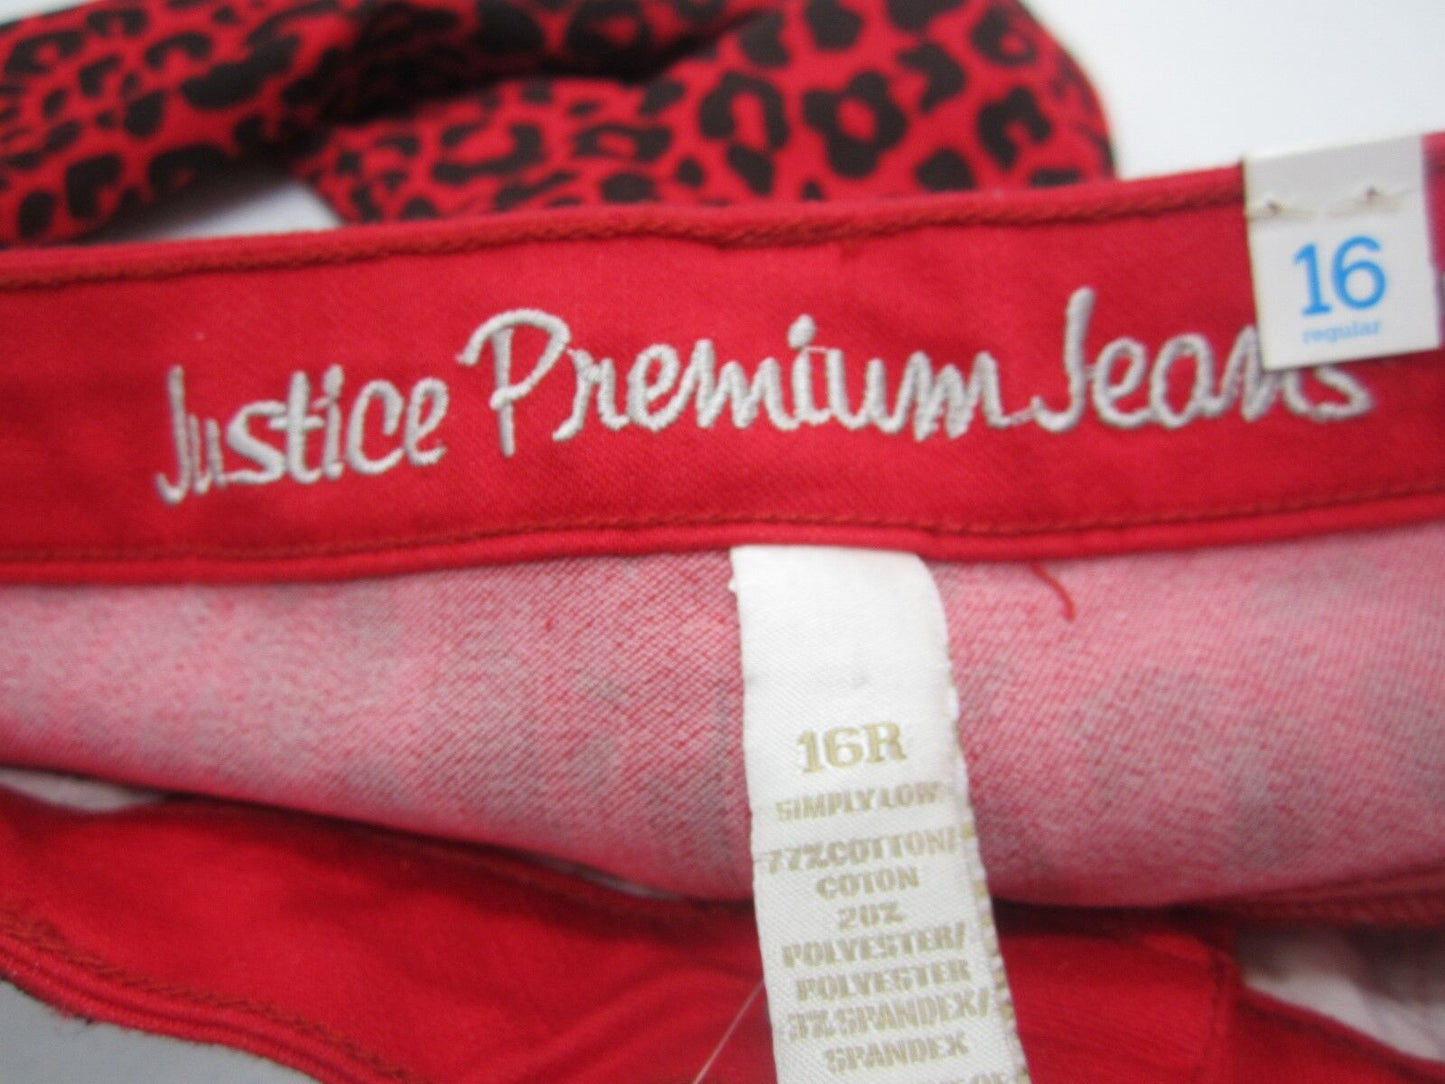 Justice Premium Jeans
16
regular
16R
SIMPLY LOW
77% COTTON/
COTON
20%
POLYESTER/
POLYESTER
3% SPANDEX/
SPANDEX